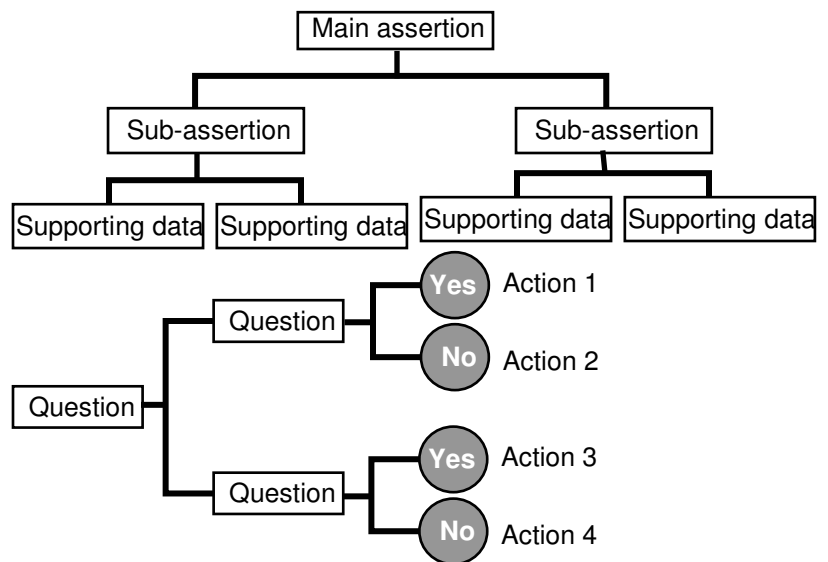 Main assertion
Sub-assertion
Sub-assertion
Supporting data
Supporting data
Supporting data
Supporting data
Question
Question
Yes
Action 1
No
Action 2
Question
Yes
Action 3
No
Action 4